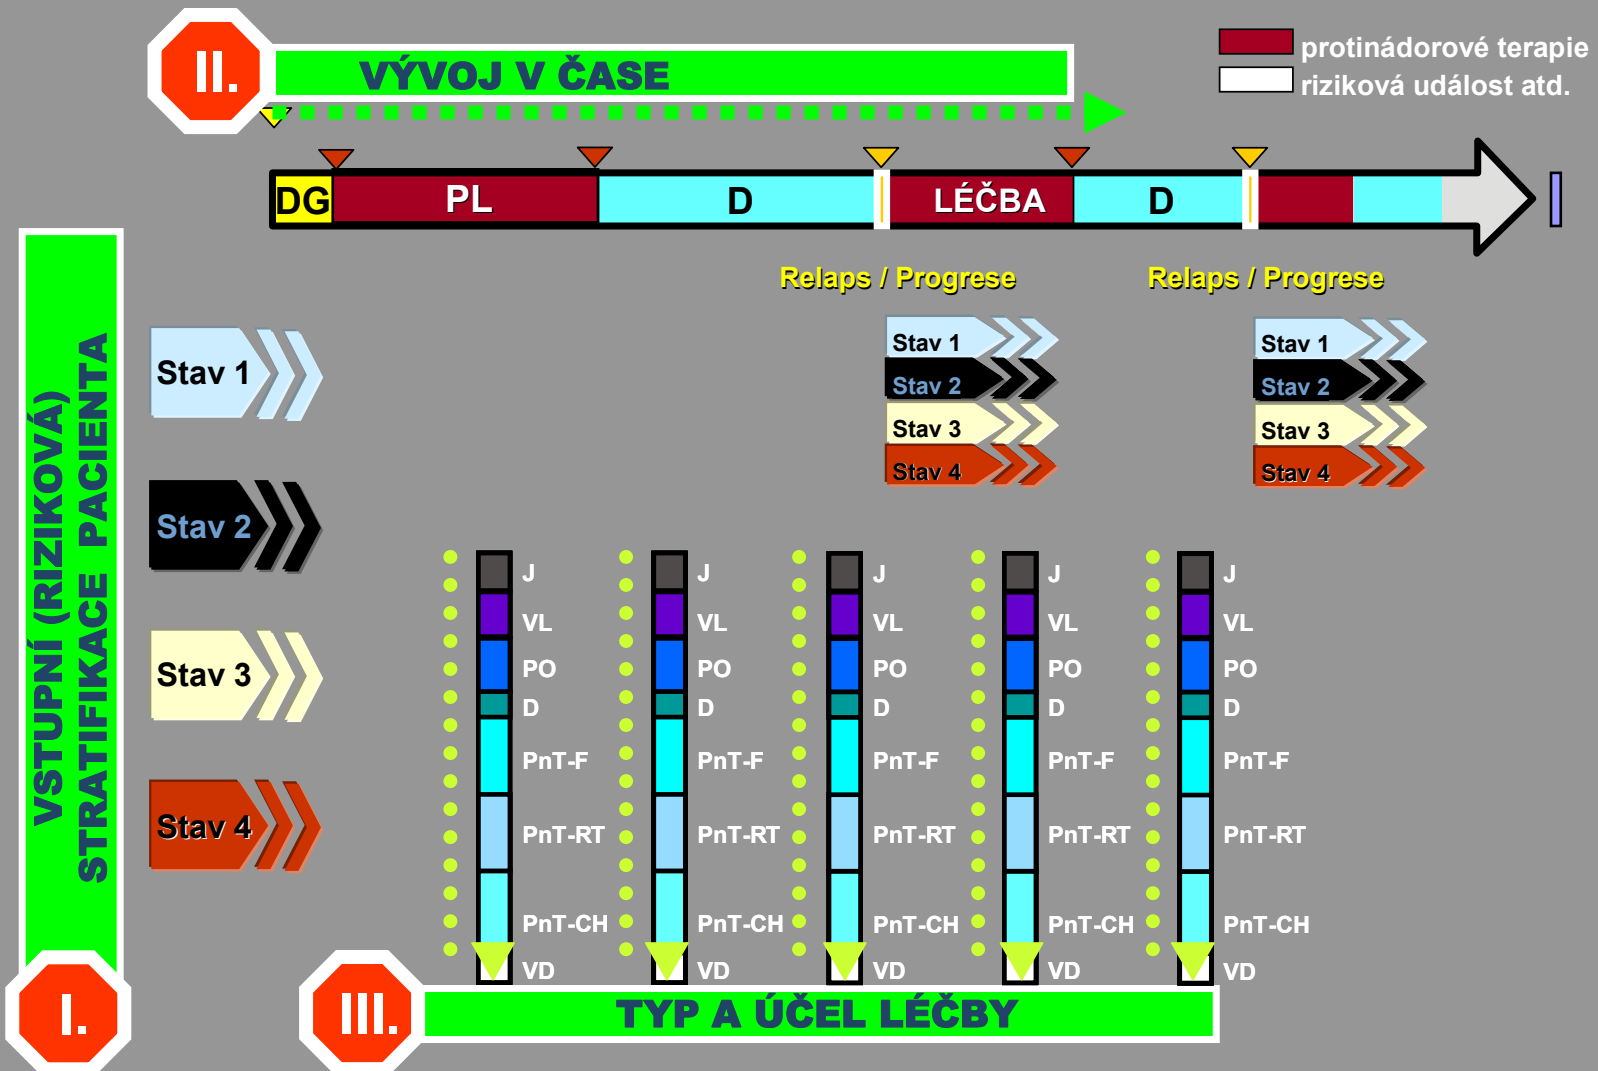 II.
VÝVOJ V ČASE
protinádorové terapie
riziková událost atd.
DG
PL
D
LÉČBA
D
Relaps / Progrese
Relaps / Progrese
VSTUPNÍ (RIZIKOVÁ)
STRATIFIKACE PACIENTA
Stav 1
Stav 2
Stav 3
Stav 4
Stav 1
Stav 2
Stav 3
Stav 4
Stav 1
Stav 2
Stav 3
Stav 4
J
VL
PO
D
PnT-F
PnT-RT
PnT-CH
VD
J
VL
PO
D
PnT-F
PnT-RT
PnT-CH
VD
J
VL
PO
D
PnT-F
PnT-RT
PnT-CH
VD
J
VL
PO
D
PnT-F
PnT-RT
PnT-CH
VD
J
VL
PO
D
PnT-F
PnT-RT
PnT-CH
VD
I.
III.
TYP A ÚČEL LÉČBY